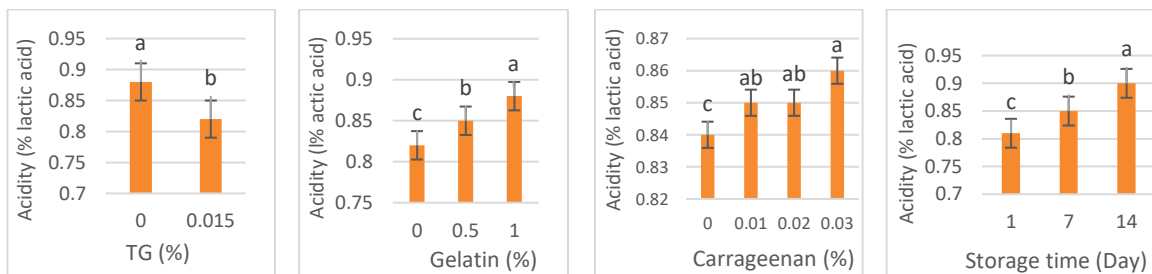 Acidity (% lactic acid)
0.95
0.9
0.85
0.8
0.75
0.7
a
b
0
0.015
TG (%)
Acidity (l% actic acid)
0.95
0.9
0.85
0.8
0.75
c
b
a
0
0.5
1
Gelatin (%)
Acidity (% lactic acid)
0.87
0.86
0.85
0.84
0.83
0.82
c
ab
ab
a
0
0.01
0.02
0.03
Carrageenan (%)
Acidity (% lactic acid)
0.95
0.9
0.85
0.8
0.75
0.7
c
b
a
1
7
14
Storage time (Day)